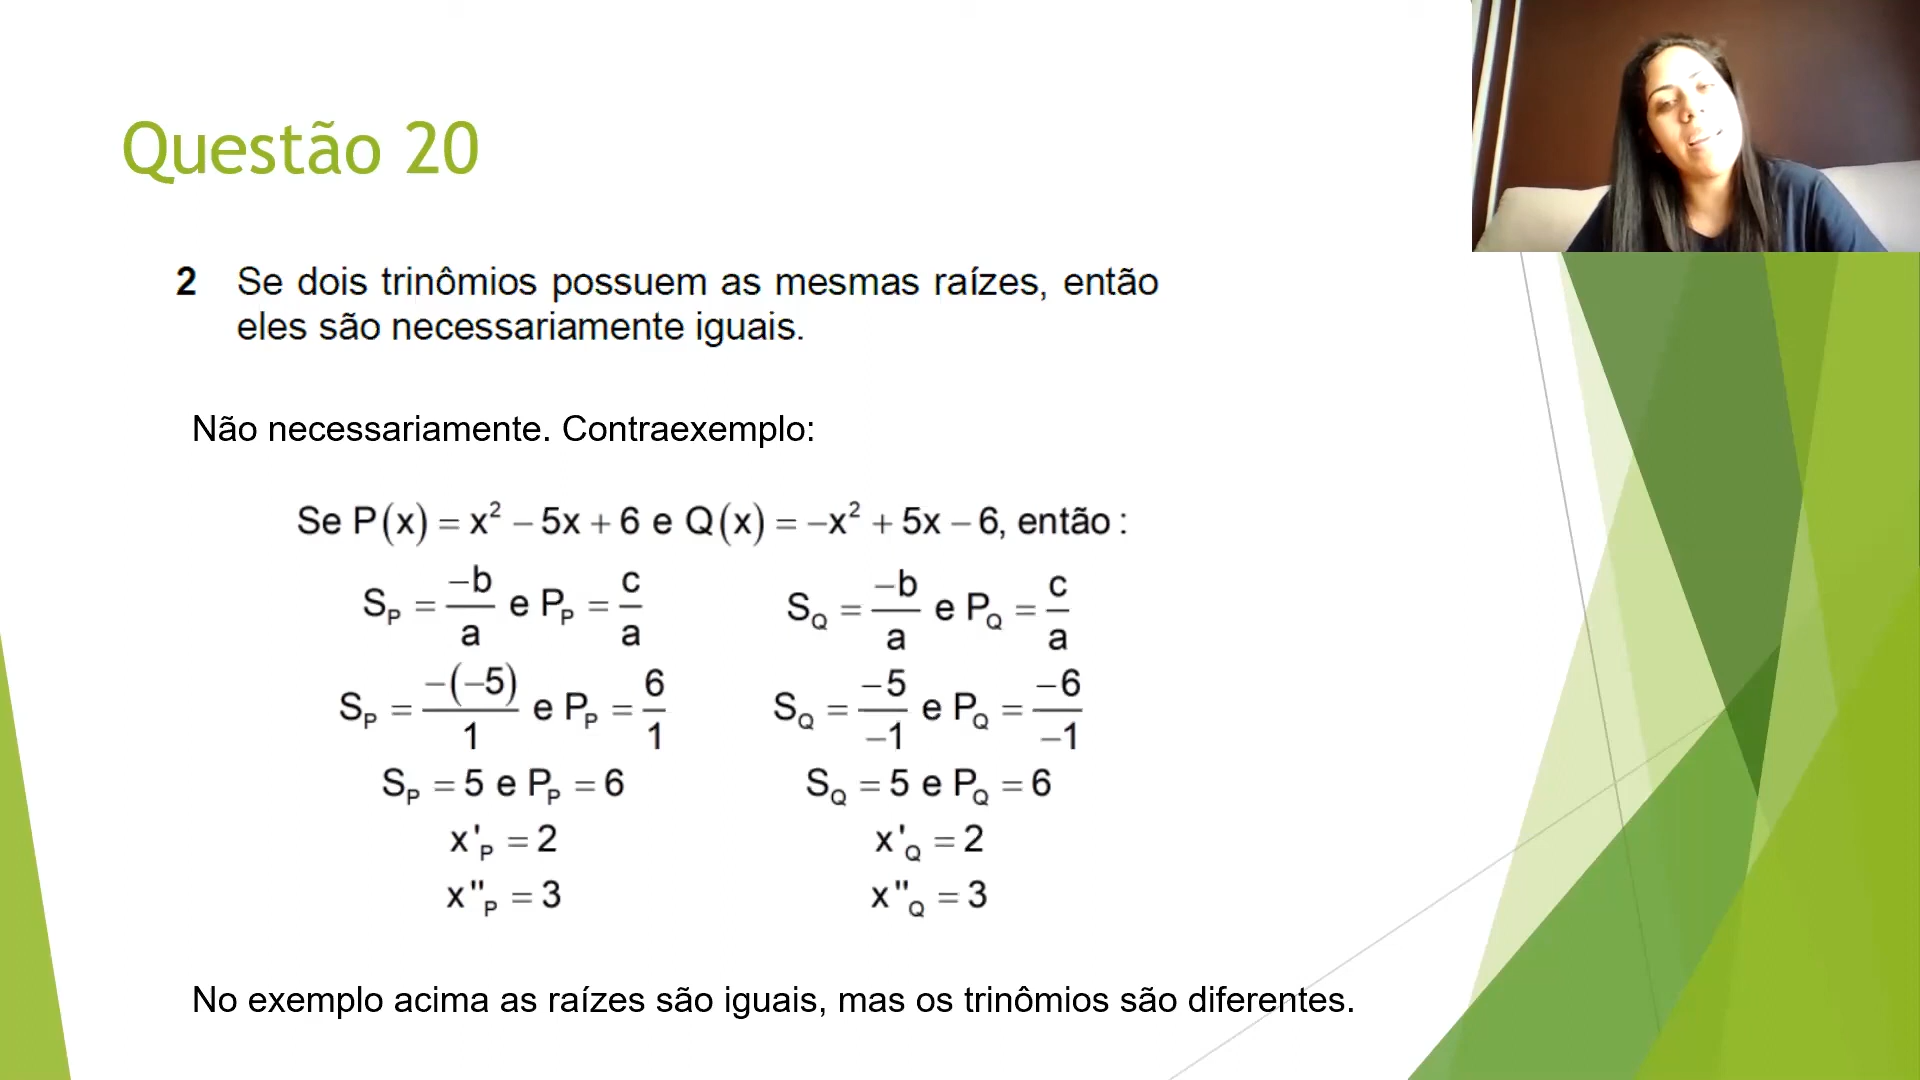 Questão 20
2 Se dois trinômios possuem as mesmas raízes, então
eles são necessariamente iguais.
Não necessariamente. Contraexemplo:
Se P(x) = x² − 5x + 6 e Q(x) = −x² + 5x − 6, então :
S_P = −b/a e P_P = c/a    S_Q = −b/a e P_Q = c/a
S_P = −(−5)/1 e P_P = 6/1    S_Q = −5/−1 e P_Q = −6/−1
S_P = 5 e P_P = 6    S_Q = 5 e P_Q = 6
x'_P = 2    x'_Q = 2
x"_P = 3    x"_Q = 3
No exemplo acima as raízes são iguais, mas os trinômios são diferentes.